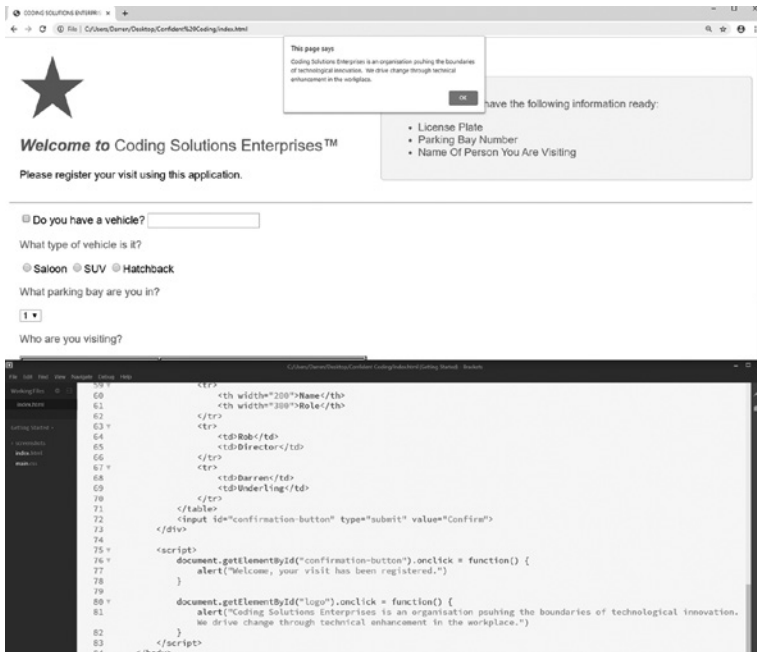 CODING SOLUTIONS ENTERPRI
File | C:/Users/Darren/Desktop/Confident%20Coding/index.html
This page says
Coding Solutions Enterprises is an organisation psuhing the boundaries
of technological innovation. We drive change through technical
enhancement in the workplace.
OK
have the following information ready:
• License Plate
• Parking Bay Number
• Name Of Person You Are Visiting
Welcome to Coding Solutions Enterprises™
Please register your visit using this application.
Do you have a vehicle?
What type of vehicle is it?
Saloon SUV Hatchback
What parking bay are you in?
1
Who are you visiting?
C:/Users/Darren/Desktop/Confident Coding/index.html (Getting Started) - Brackets
File Edit Find View Navigate Debug Help
Working Files
index.html
Getting Started
screenshots
index.html
main.css
59 <tr>
60 <th width="200">Name</th>
61 <th width="300">Role</th>
62 </tr>
63 <tr>
64 <td>Rob</td>
65 <td>Director</td>
66 </tr>
67 <tr>
68 <td>Darren</td>
69 <td>Underling</td>
70 </tr>
71 </table>
72 <input id="confirmation-button" type="submit" value="Confirm">
73 </div>
74
75 <script>
76 document.getElementById("confirmation-button").onclick = function() {
77 alert("Welcome, your visit has been registered.")
78 }
79
80 document.getElementById("logo").onclick = function() {
81 alert("Coding Solutions Enterprises is an organisation psuhing the boundaries of technological innovation.
We drive change through technical enhancement in the workplace.")
82 }
83 </script>